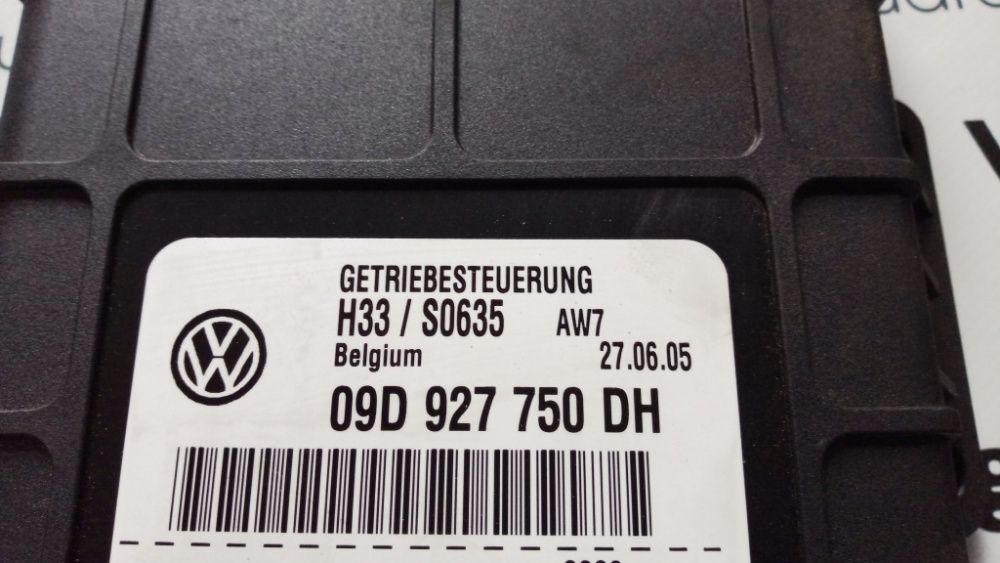 GETRIEBESTEUERUNG
H33 / S0635 AW7
Belgium 27.06.05
09D 927 750 DH